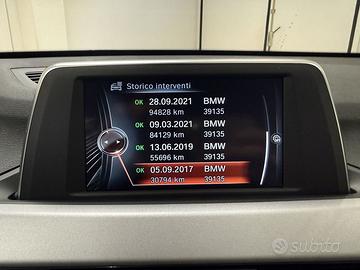 Storico interventi
OK 28.09.2021 BMW
94828 km 39135
OK 09.03.2021 BMW
84129 km 39135
OK 13.06.2019 BMW
55696 km 39135
OK 05.09.2017 BMW
30794 km 39135
subito